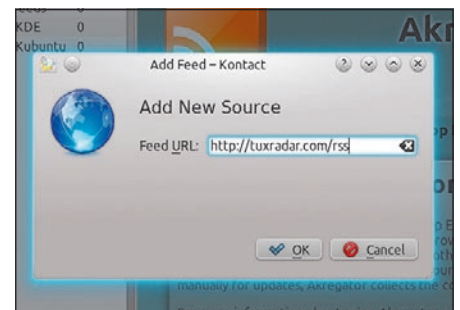 KDE 0
Kubuntu 0
Akr
Add Feed – Kontact
Add New Source
Feed URL: http://tuxradar.com/rss
OK Cancel
manually for updates, Akregator collects the co